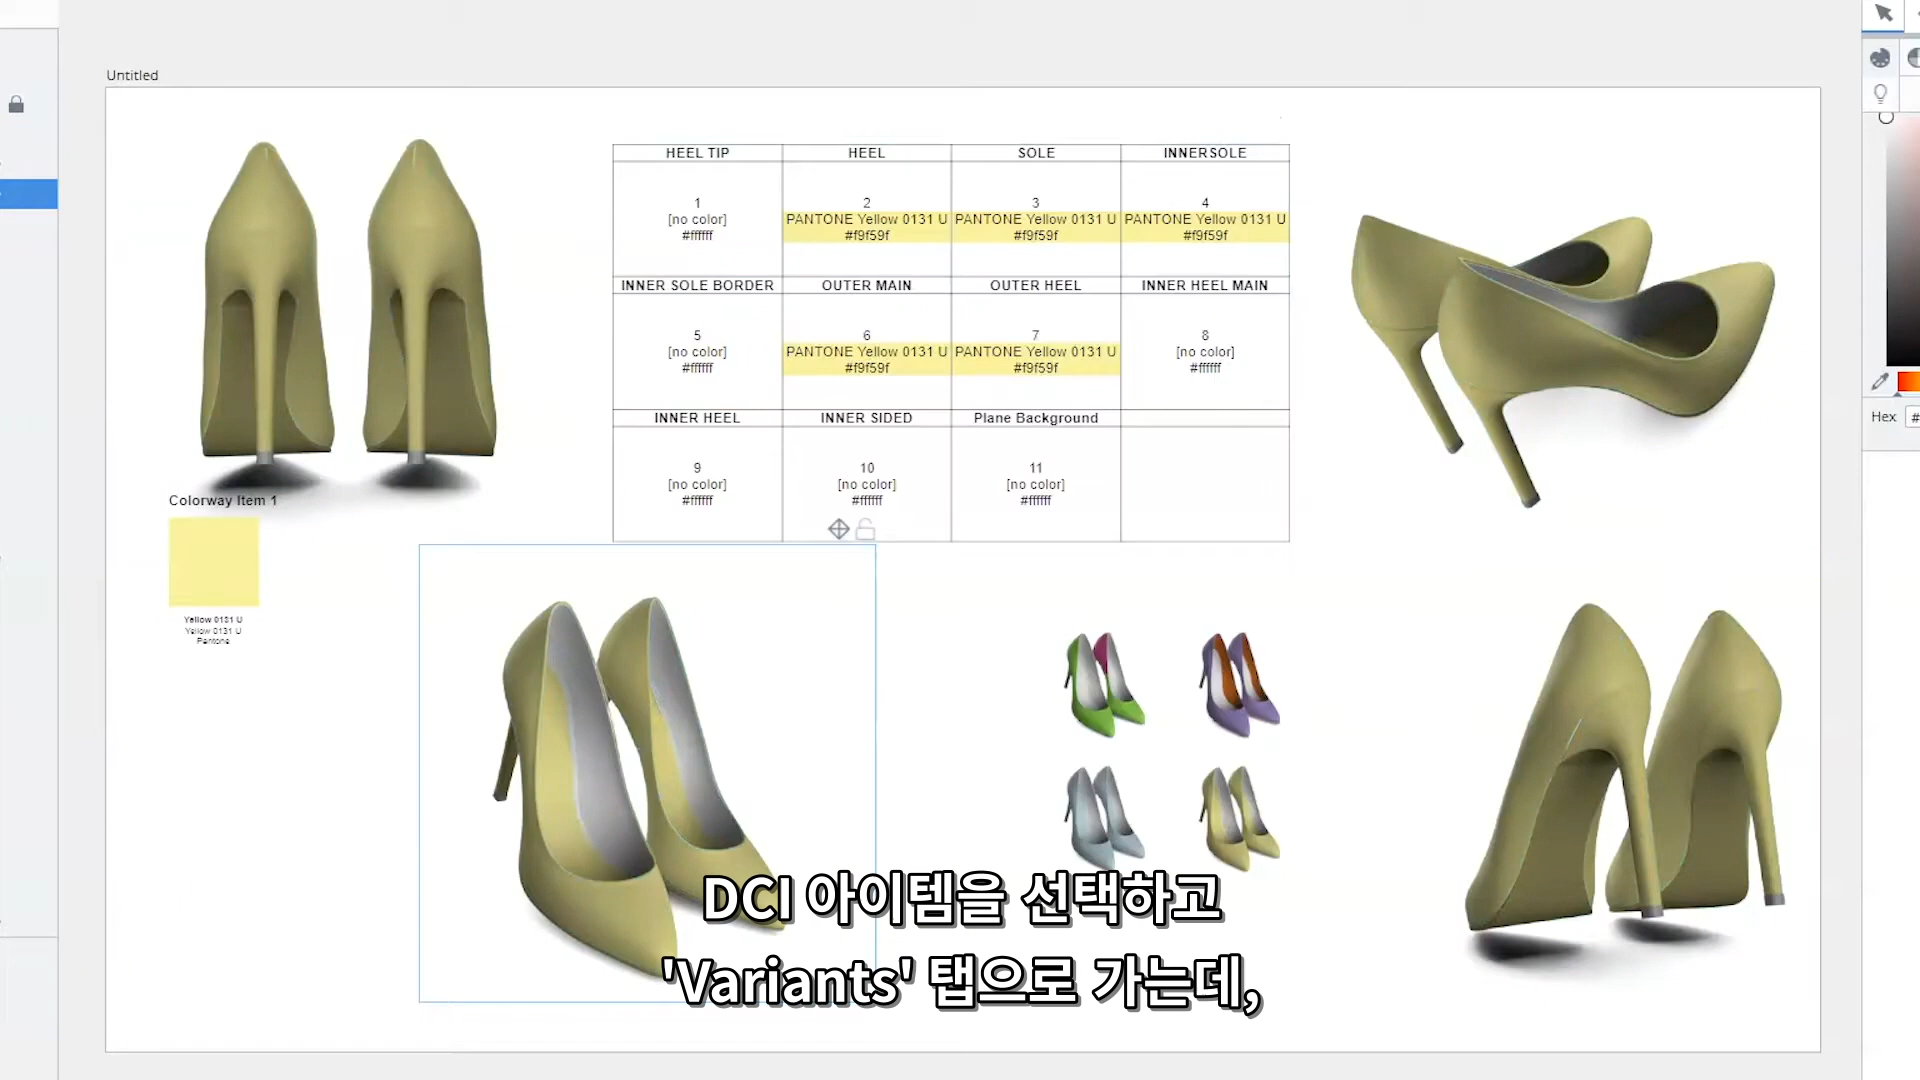 Untitled
HEEL TIP HEEL SOLE INNERSOLE
1 2 3 4
[no color] PANTONE Yellow 0131 U PANTONE Yellow 0131 U PANTONE Yellow 0131 U
#ffffff #f9f59f #f9f59f #f9f59f
INNER SOLE BORDER OUTER MAIN OUTER HEEL INNER HEEL MAIN
5 6 7 8
[no color] PANTONE Yellow 0131 U PANTONE Yellow 0131 U [no color]
#ffffff #f9f59f #f9f59f #ffffff
INNER HEEL INNER SIDED Plane Background
9 10 11
[no color] [no color] [no color]
#ffffff #ffffff #ffffff
Hex #
Colorway Item 1
Yellow 0131 U
Yellow 0131 U
Pantone
DCI 아이템을 선택하고
'Variants' 탭으로 가는데,